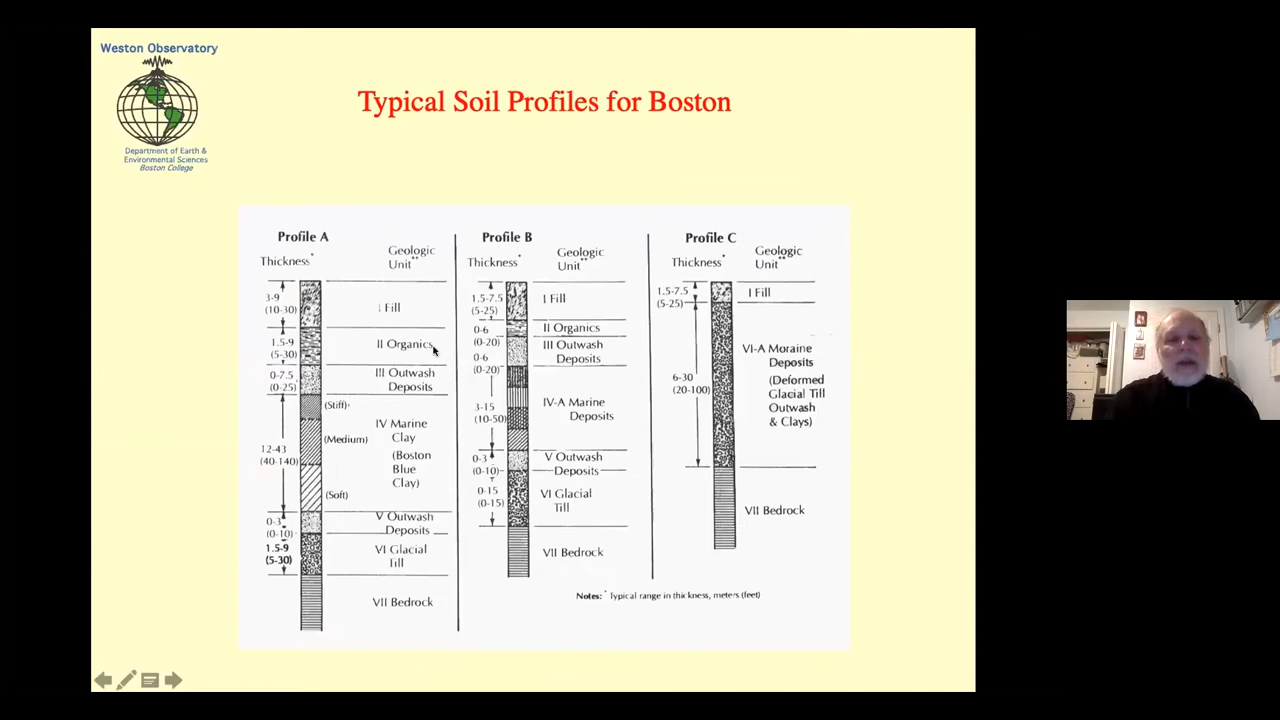 Weston Observatory
Department of Earth &
Environmental Sciences
Boston College
Typical Soil Profiles for Boston
Profile A
Thickness*
Geologic
Unit**
3-9
(10-30)
I Fill
1.5-9
(5-30)
II Organics
0-7.5
(0-25)
III Outwash
Deposits
12-43
(40-140)
(Stiff)
(Medium)
(Soft)
IV Marine
Clay
(Boston
Blue
Clay)
0-3
(0-10)
V Outwash
Deposits
1.5-9
(5-30)
VI Glacial
Till
VII Bedrock
Profile B
Thickness*
Geologic
Unit**
1.5-7.5
(5-25)
I Fill
0-6
(0-20)
II Organics
0-6
(0-20)
III Outwash
Deposits
3-15
(10-50)
IV-A Marine
Deposits
0-3
(0-10)
V Outwash
Deposits
0-15
(0-15)
VI Glacial
Till
VII Bedrock
Profile C
Thickness*
Geologic
Unit**
1.5-7.5
(5-25)
I Fill
6-30
(20-100)
VI-A Moraine
Deposits
(Deformed
Glacial Till
Outwash
& Clays)
VII Bedrock
Notes: * Typical range in thickness, meters (feet)